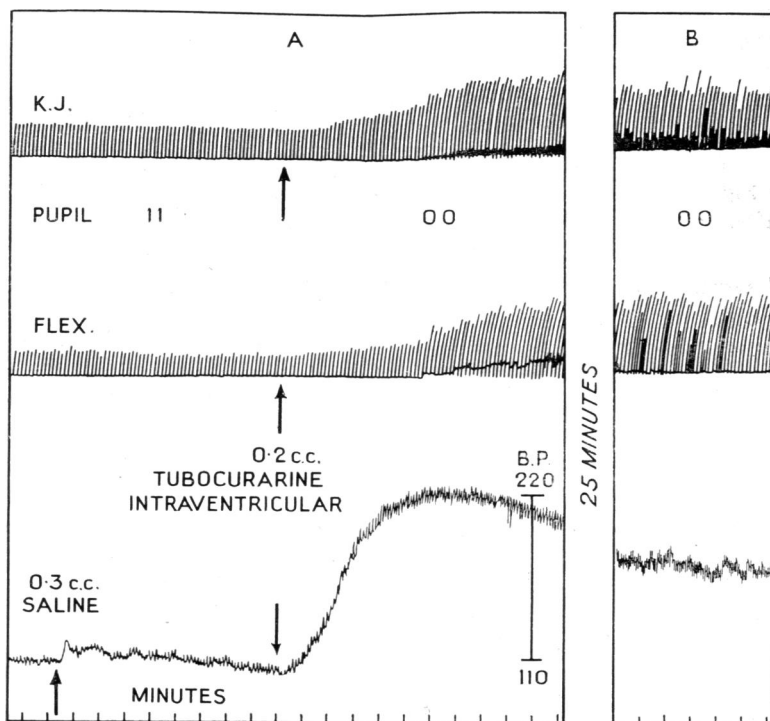 A
B
K.J.
PUPIL 11 00 00
FLEX.
0·2 c.c.
TUBOCURARINE
INTRAVENTRICULAR
B.P.
220
25 MINUTES
0·3 c.c.
SALINE
110
MINUTES